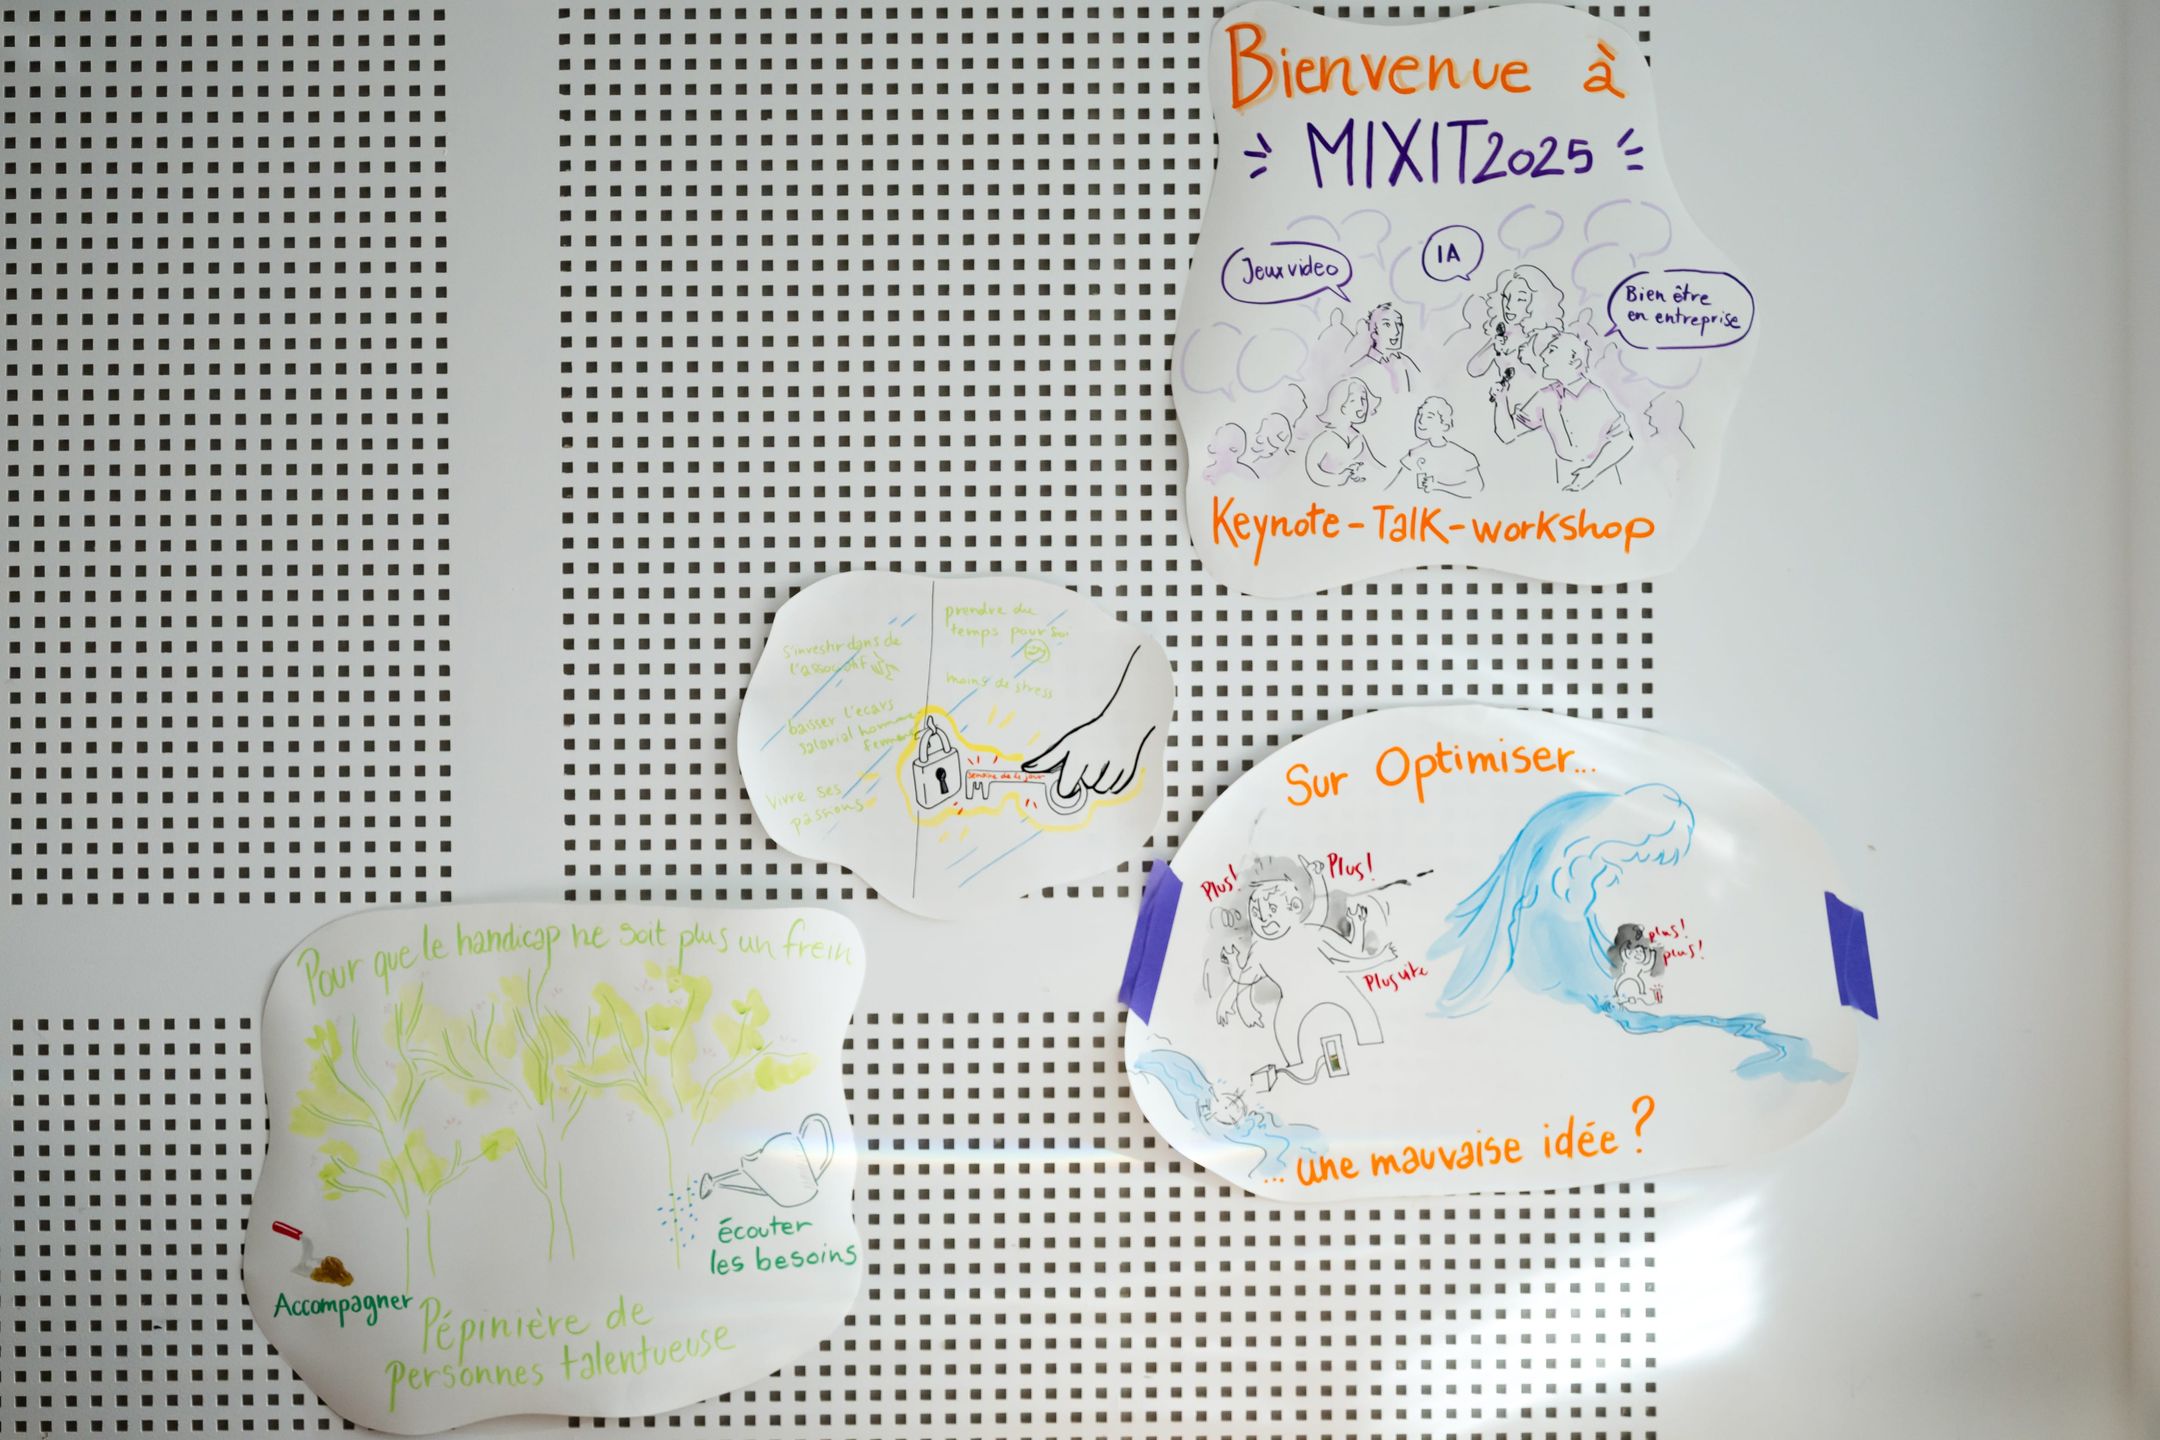 Bienvenue à
MIXIT2025
Jeux video
IA
Bien être
en entreprise
Keynote - Talk - workshop
s'investir dans de
l'associatif
baisser l'écars
salarial homme
femme
Vivre ses
passions
prendre du
temps pour soi
moins de stress
semaine de 4 jour
Sur Optimiser...
Plus!
Plus!
Plus vite
plus!
plus!
... une mauvaise idée ?
Pour que le handicap ne soit plus un frein
écouter
les besoins
Accompagner
Pépinière de
personnes talentueuse